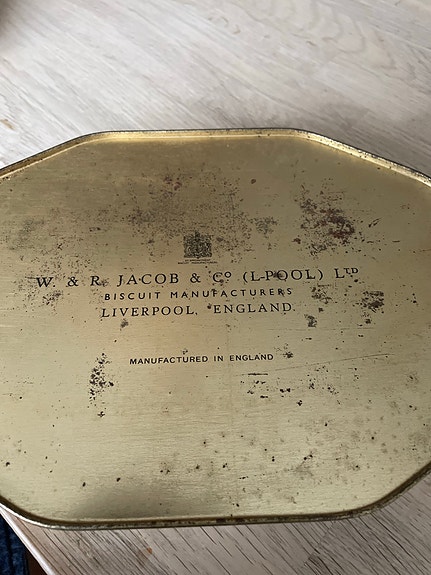 W. & R. JACOB & Co (L-POOL) LTD
BISCUIT MANUFACTURERS
LIVERPOOL, ENGLAND.
MANUFACTURED IN ENGLAND